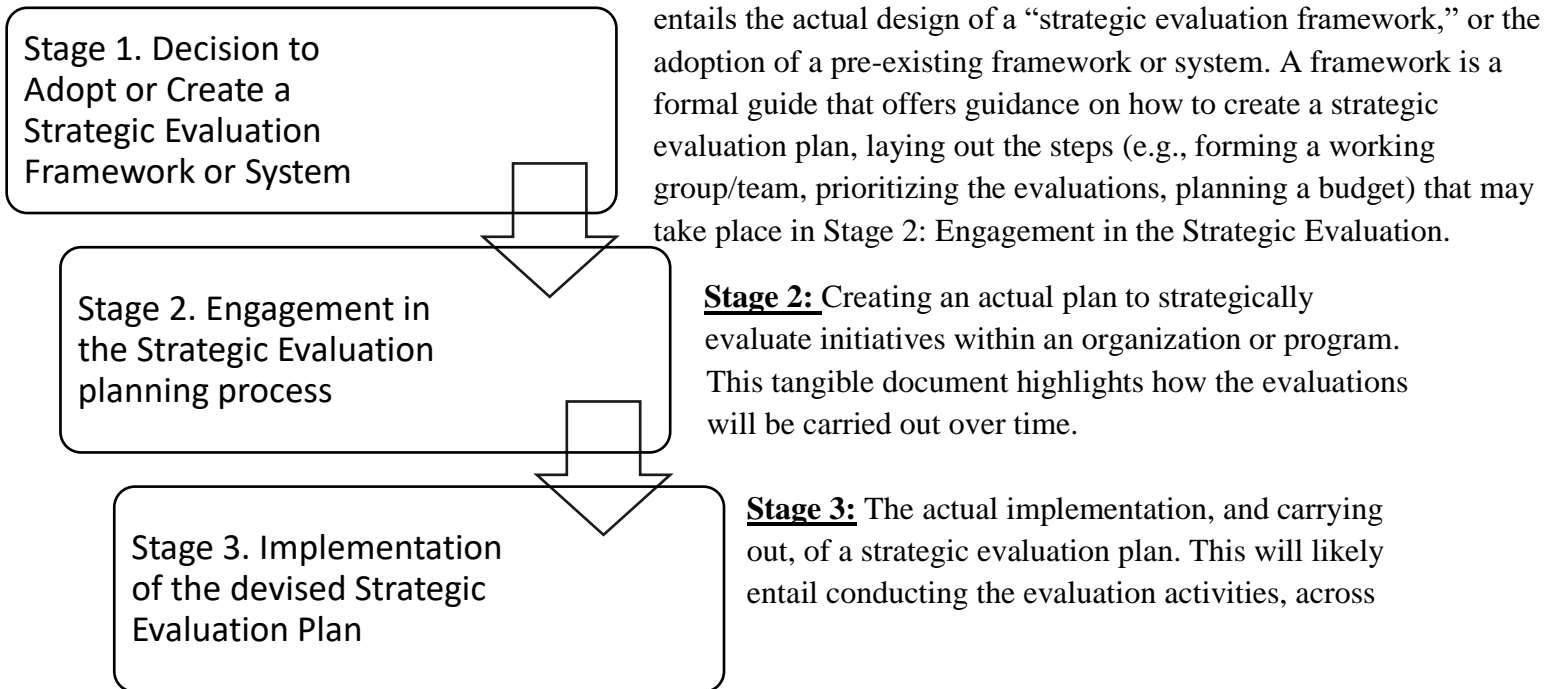 Stage 1. Decision to
Adopt or Create a
Strategic Evaluation
Framework or System
entails the actual design of a “strategic evaluation framework,” or the
adoption of a pre-existing framework or system. A framework is a
formal guide that offers guidance on how to create a strategic
evaluation plan, laying out the steps (e.g., forming a working
group/team, prioritizing the evaluations, planning a budget) that may
take place in Stage 2: Engagement in the Strategic Evaluation.
Stage 2. Engagement in
the Strategic Evaluation
planning process
Stage 2: Creating an actual plan to strategically
evaluate initiatives within an organization or program.
This tangible document highlights how the evaluations
will be carried out over time.
Stage 3. Implementation
of the devised Strategic
Evaluation Plan
Stage 3: The actual implementation, and carrying
out, of a strategic evaluation plan. This will likely
entail conducting the evaluation activities, across